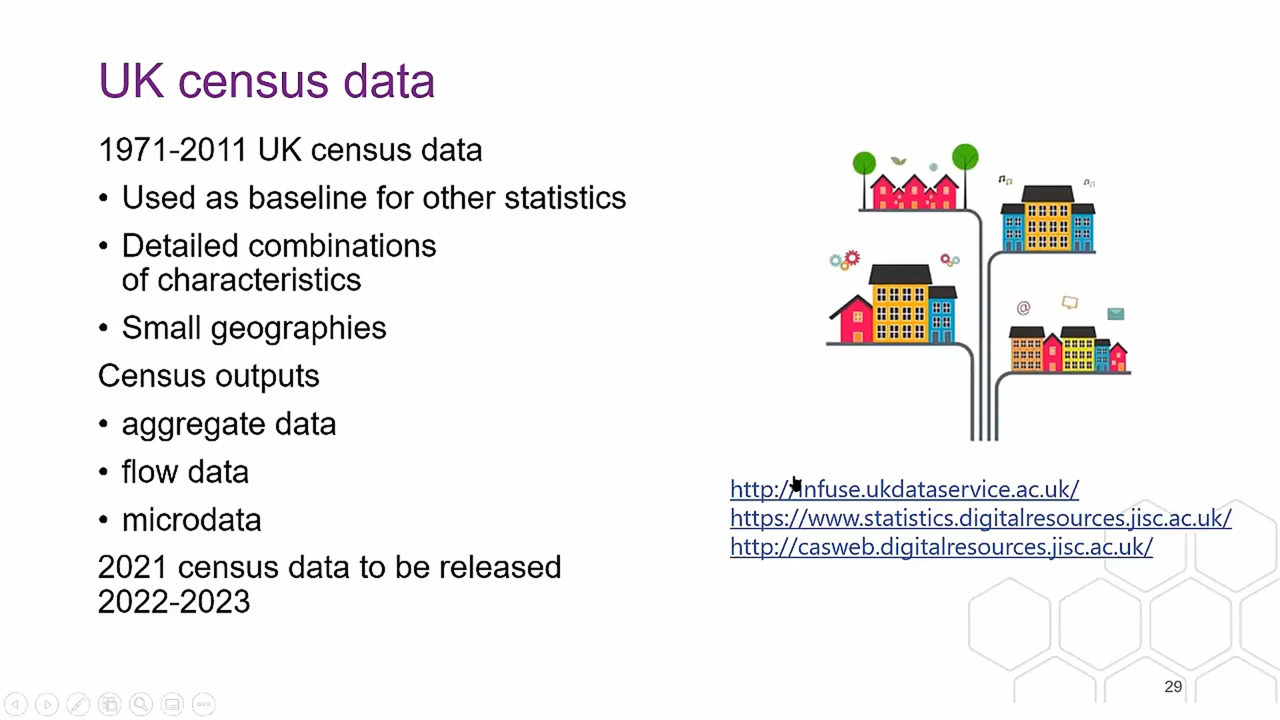 UK census data
1971-2011 UK census data
• Used as baseline for other statistics
• Detailed combinations
of characteristics
• Small geographies
Census outputs
• aggregate data
• flow data
• microdata
2021 census data to be released
2022-2023
@
http://infuse.ukdataservice.ac.uk/
https://www.statistics.digitalresources.jisc.ac.uk/
http://casweb.digitalresources.jisc.ac.uk/
29